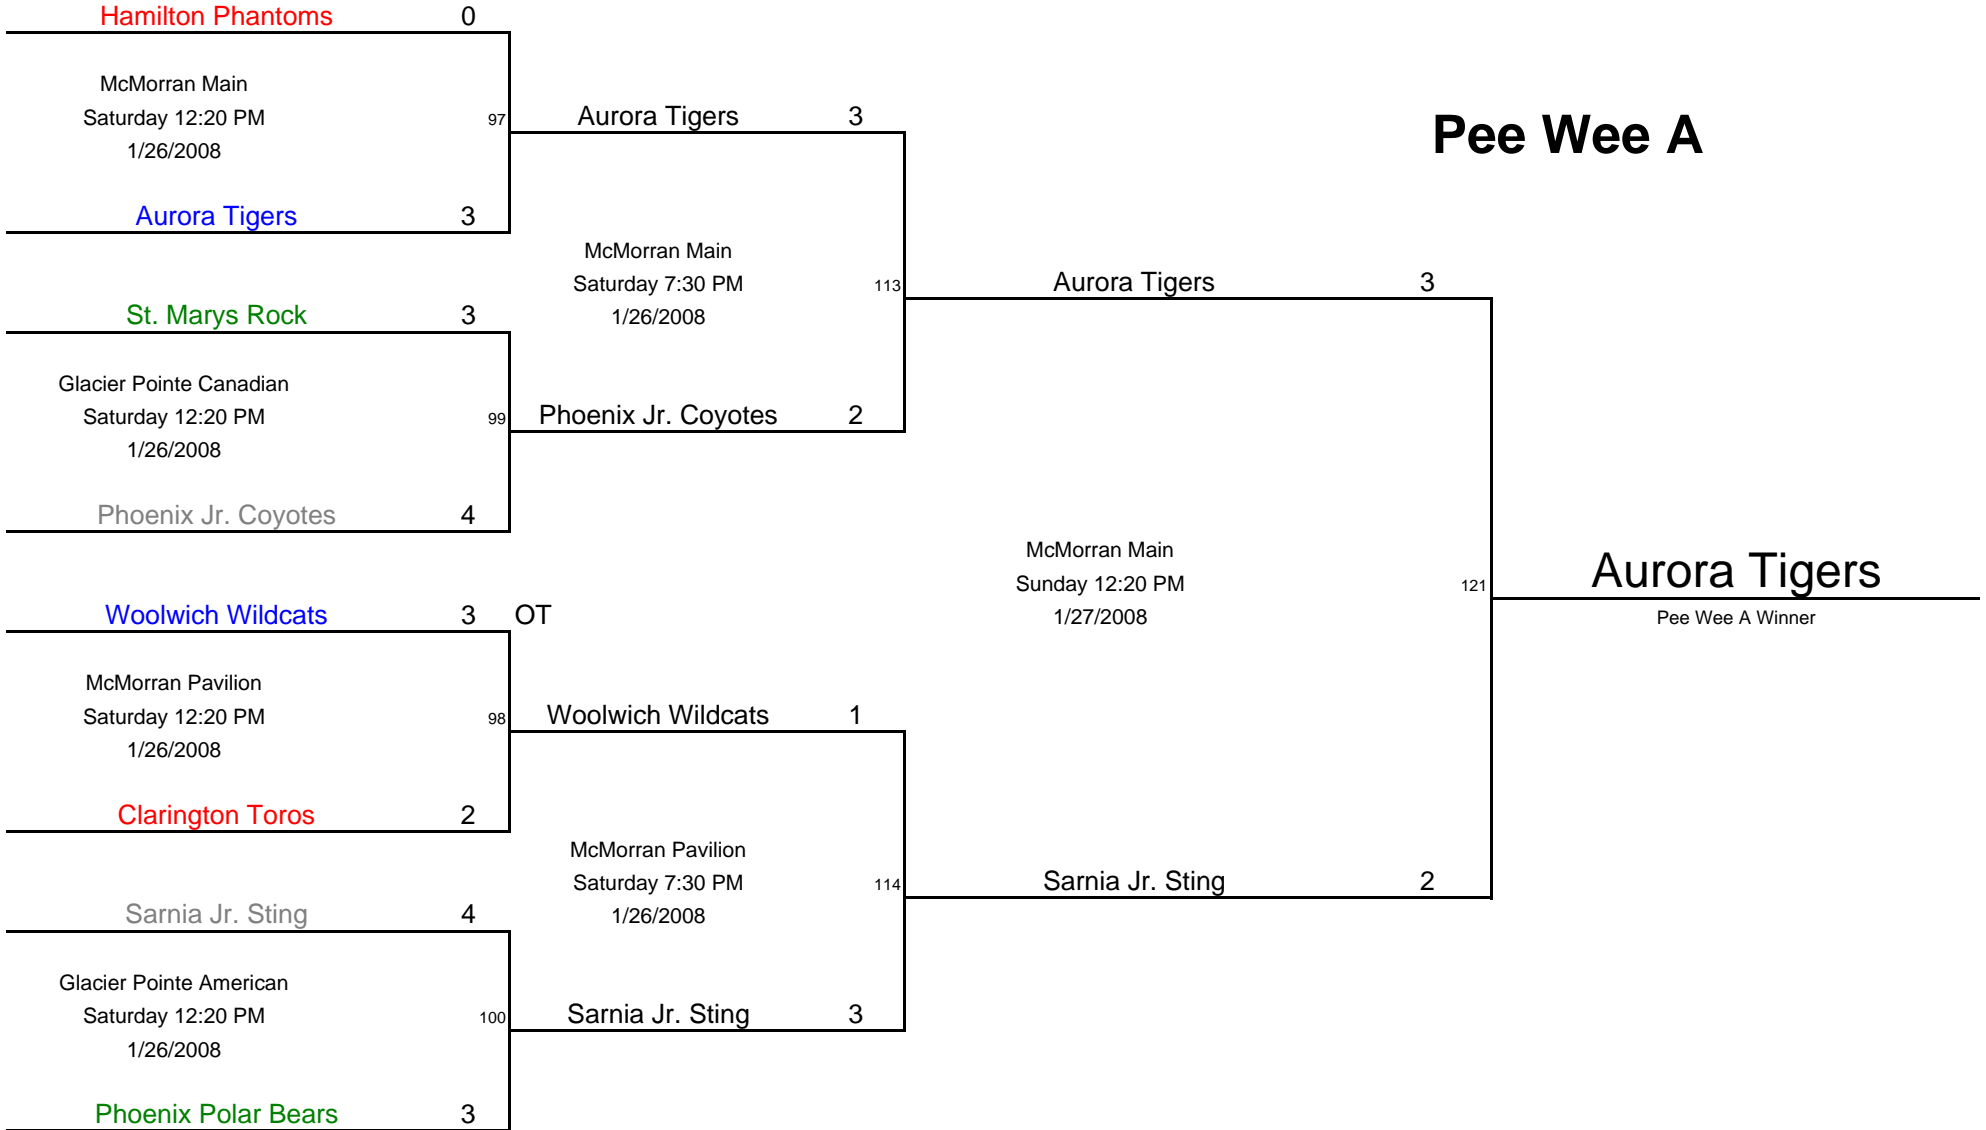 Hamilton Phantoms 0
McMorran Main
Saturday 12:20 PM 97
1/26/2008
Aurora Tigers 3
St. Marys Rock 3
Glacier Pointe Canadian
Saturday 12:20 PM 99
1/26/2008
Phoenix Jr. Coyotes 4
Woolwich Wildcats 3 OT
McMorran Pavilion
Saturday 12:20 PM 98
1/26/2008
Clarington Toros 2
Sarnia Jr. Sting 4
Glacier Pointe American
Saturday 12:20 PM 100
1/26/2008
Phoenix Polar Bears 3
Aurora Tigers 3
McMorran Main
Saturday 7:30 PM 113
1/26/2008
Phoenix Jr. Coyotes 2
Woolwich Wildcats 1
McMorran Pavilion
Saturday 7:30 PM 114
1/26/2008
Sarnia Jr. Sting 3
Aurora Tigers 3
McMorran Main
Sunday 12:20 PM 121
1/27/2008
Sarnia Jr. Sting 2
Pee Wee A
Aurora Tigers
Pee Wee A Winner